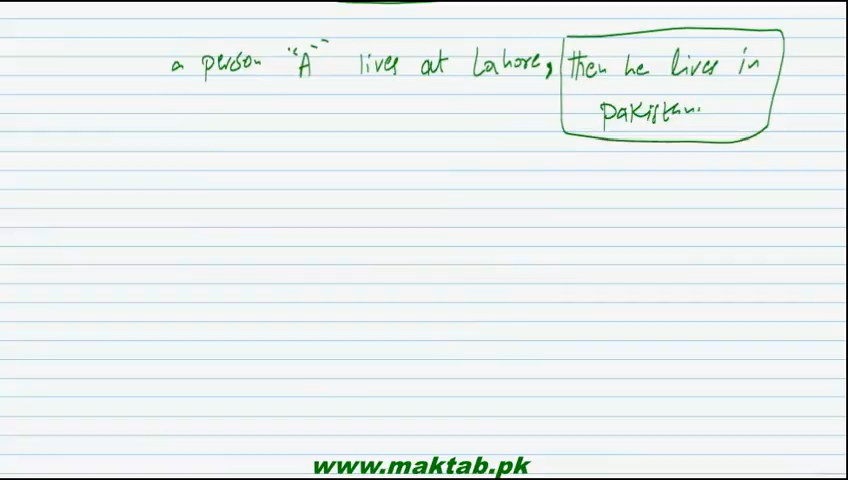 a person "A" lives at Lahore, then he lives in
pakistan.
www.maktab.pk